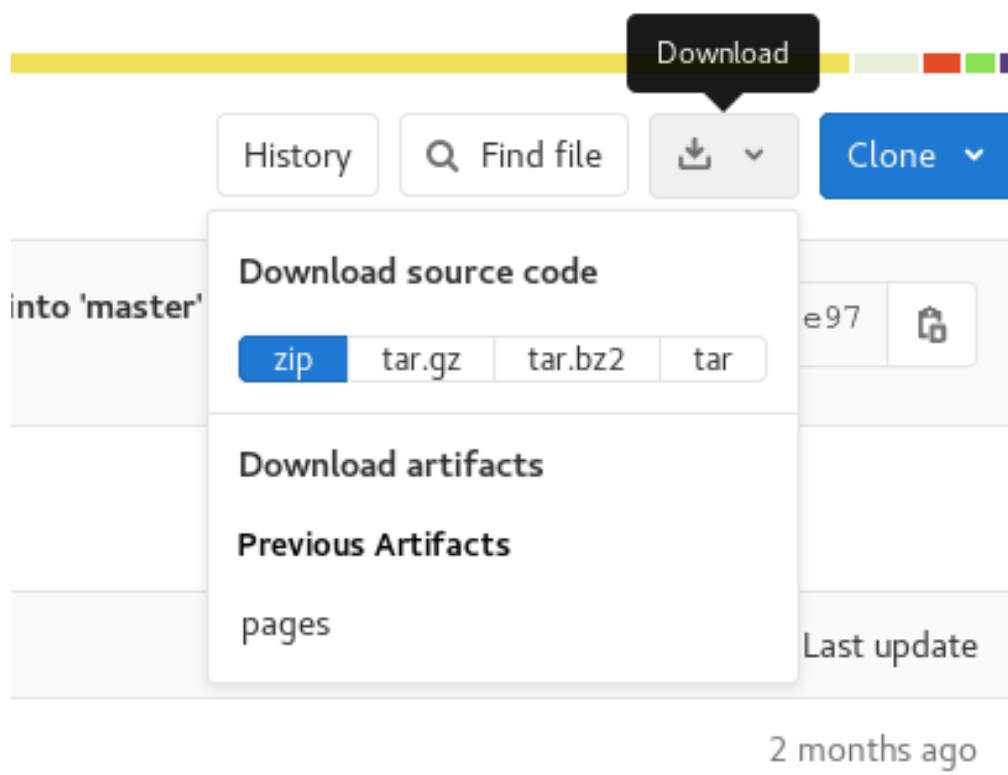 Download
History
Find file
Clone
Download source code
into 'master'
e97
zip
tar.gz
tar.bz2
tar
Download artifacts
Previous Artifacts
pages
Last update
2 months ago